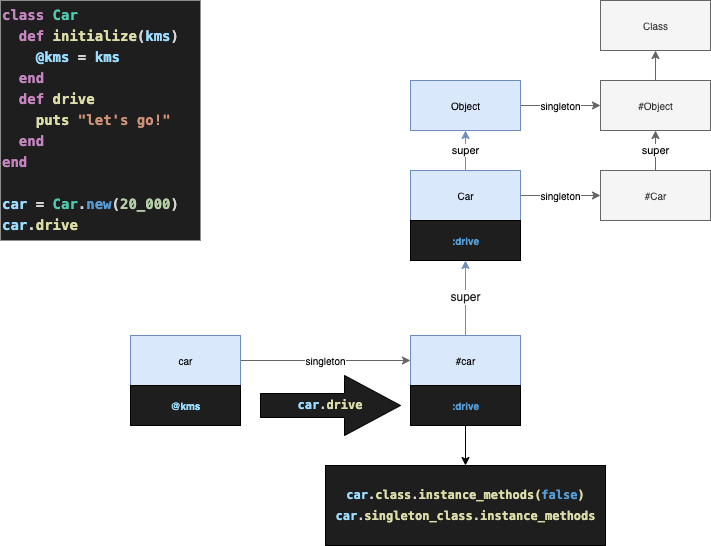 class Car
  def initialize(kms)
    @kms = kms
  end
  def drive
    puts "let's go!"
  end
end

car = Car.new(20_000)
car.drive
Class
Object
singleton
#Object
super
super
Car
singleton
#Car
:drive
super
car
singleton
#car
@kms
car.drive
:drive
car.class.instance_methods(false)
car.singleton_class.instance_methods